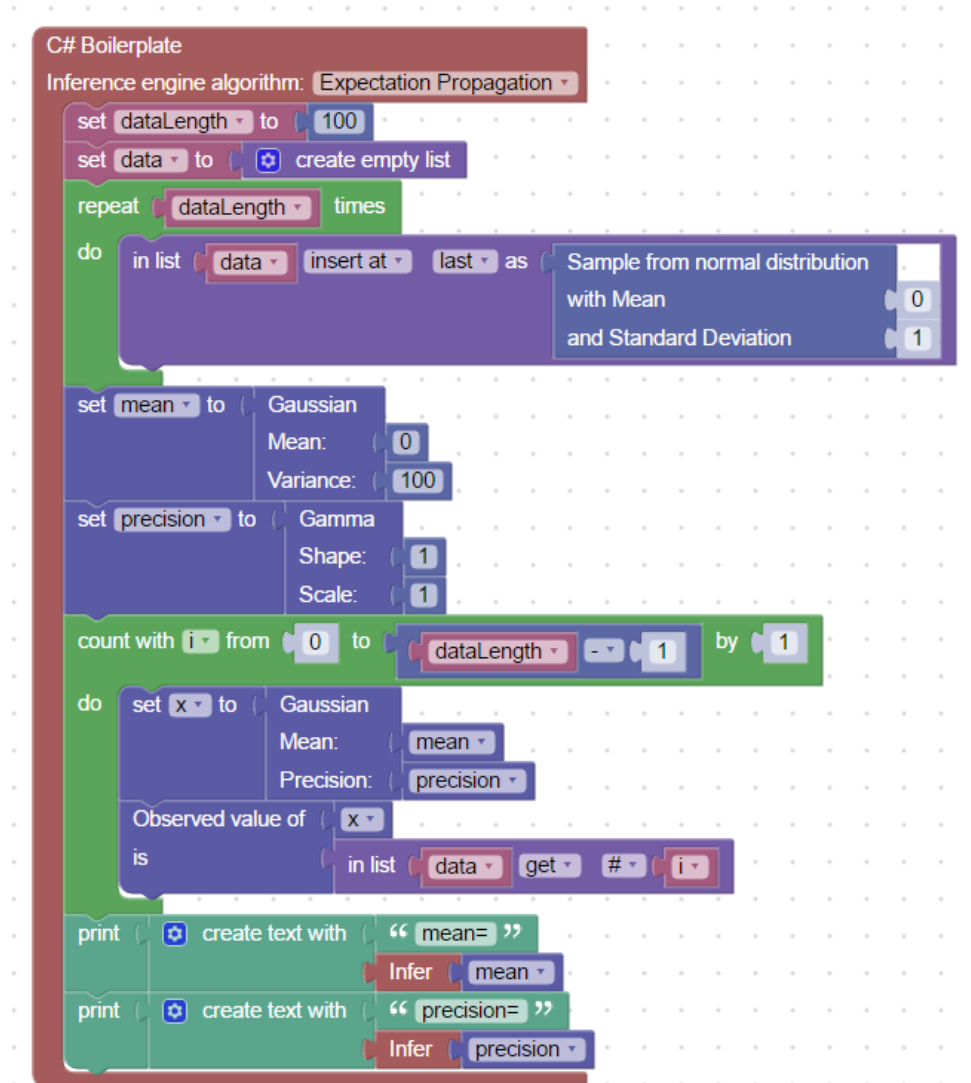 C# Boilerplate
Inference engine algorithm: Expectation Propagation
set dataLength to 100
set data to create empty list
repeat dataLength times
do in list data insert at last as Sample from normal distribution
with Mean 0
and Standard Deviation 1
set mean to Gaussian
Mean: 0
Variance: 100
set precision to Gamma
Shape: 1
Scale: 1
count with i from 0 to dataLength - 1 by 1
do set x to Gaussian
Mean: mean
Precision: precision
Observed value of x
is in list data get # i
print create text with “ mean= ”
Infer mean
print create text with “ precision= ”
Infer precision